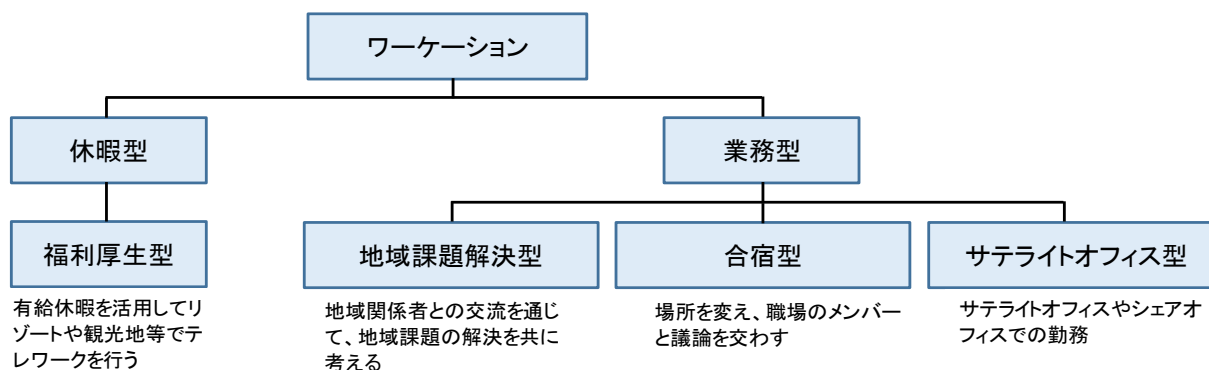 ワーケーション
休暇型
業務型
福利厚生型
地域課題解決型
合宿型
サテライトオフィス型
有給休暇を活用してリ
ゾートや観光地等でテ
レワークを行う
地域関係者との交流を通じ
て、地域課題の解決を共に
考える
場所を変え、職場のメンバー
と議論を交わす
サテライトオフィスやシェアオ
フィスでの勤務